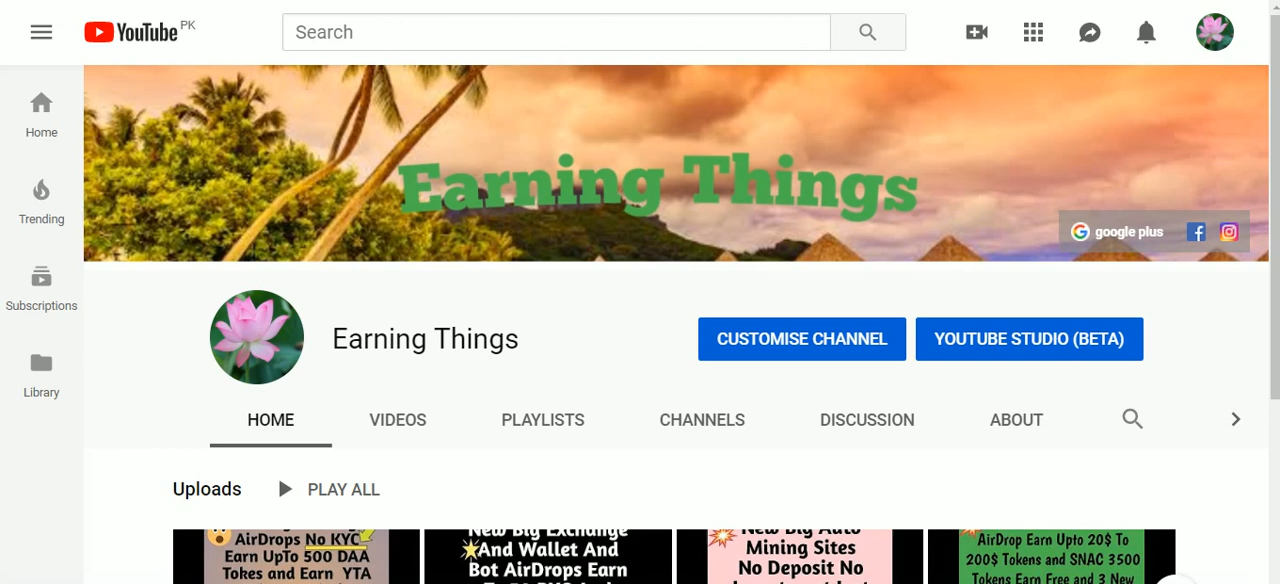 YouTube PK
Search
Home
Trending
Subscriptions
Library
Earning Things
google plus
Earning Things
CUSTOMISE CHANNEL
YOUTUBE STUDIO (BETA)
HOME VIDEOS PLAYLISTS CHANNELS DISCUSSION ABOUT
Uploads PLAY ALL
AirDrops No KYC
Earn UpTo 500 DAA
Tokes and Earn YTA
New Big Exchange
And Wallet And
Bot AirDrops Earn
New Big Auto
Mining Sites
No Deposit No
AirDrop Earn Upto 20$ To
200$ Tokens and SNAC 3500
Tokens Earn Free and 3 New